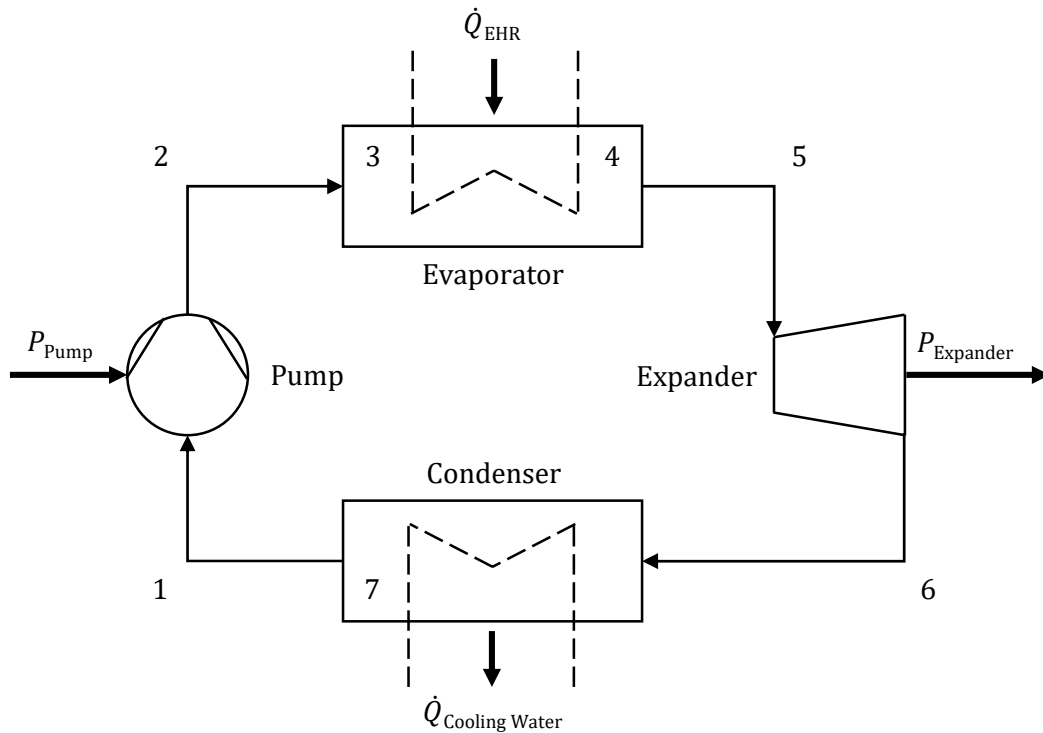 Q̇EHR
2
3
4
5
Evaporator
PPump
Pump
Expander
PExpander
Condenser
1
7
6
Q̇Cooling Water